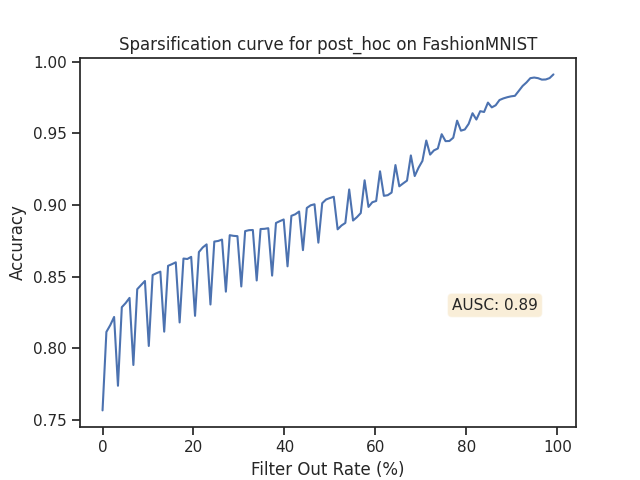 Sparsification curve for post_hoc on FashionMNIST
1.00
0.95
0.90
0.85
0.80
0.75
Accuracy
AUSC: 0.89
0 20 40 60 80 100
Filter Out Rate (%)